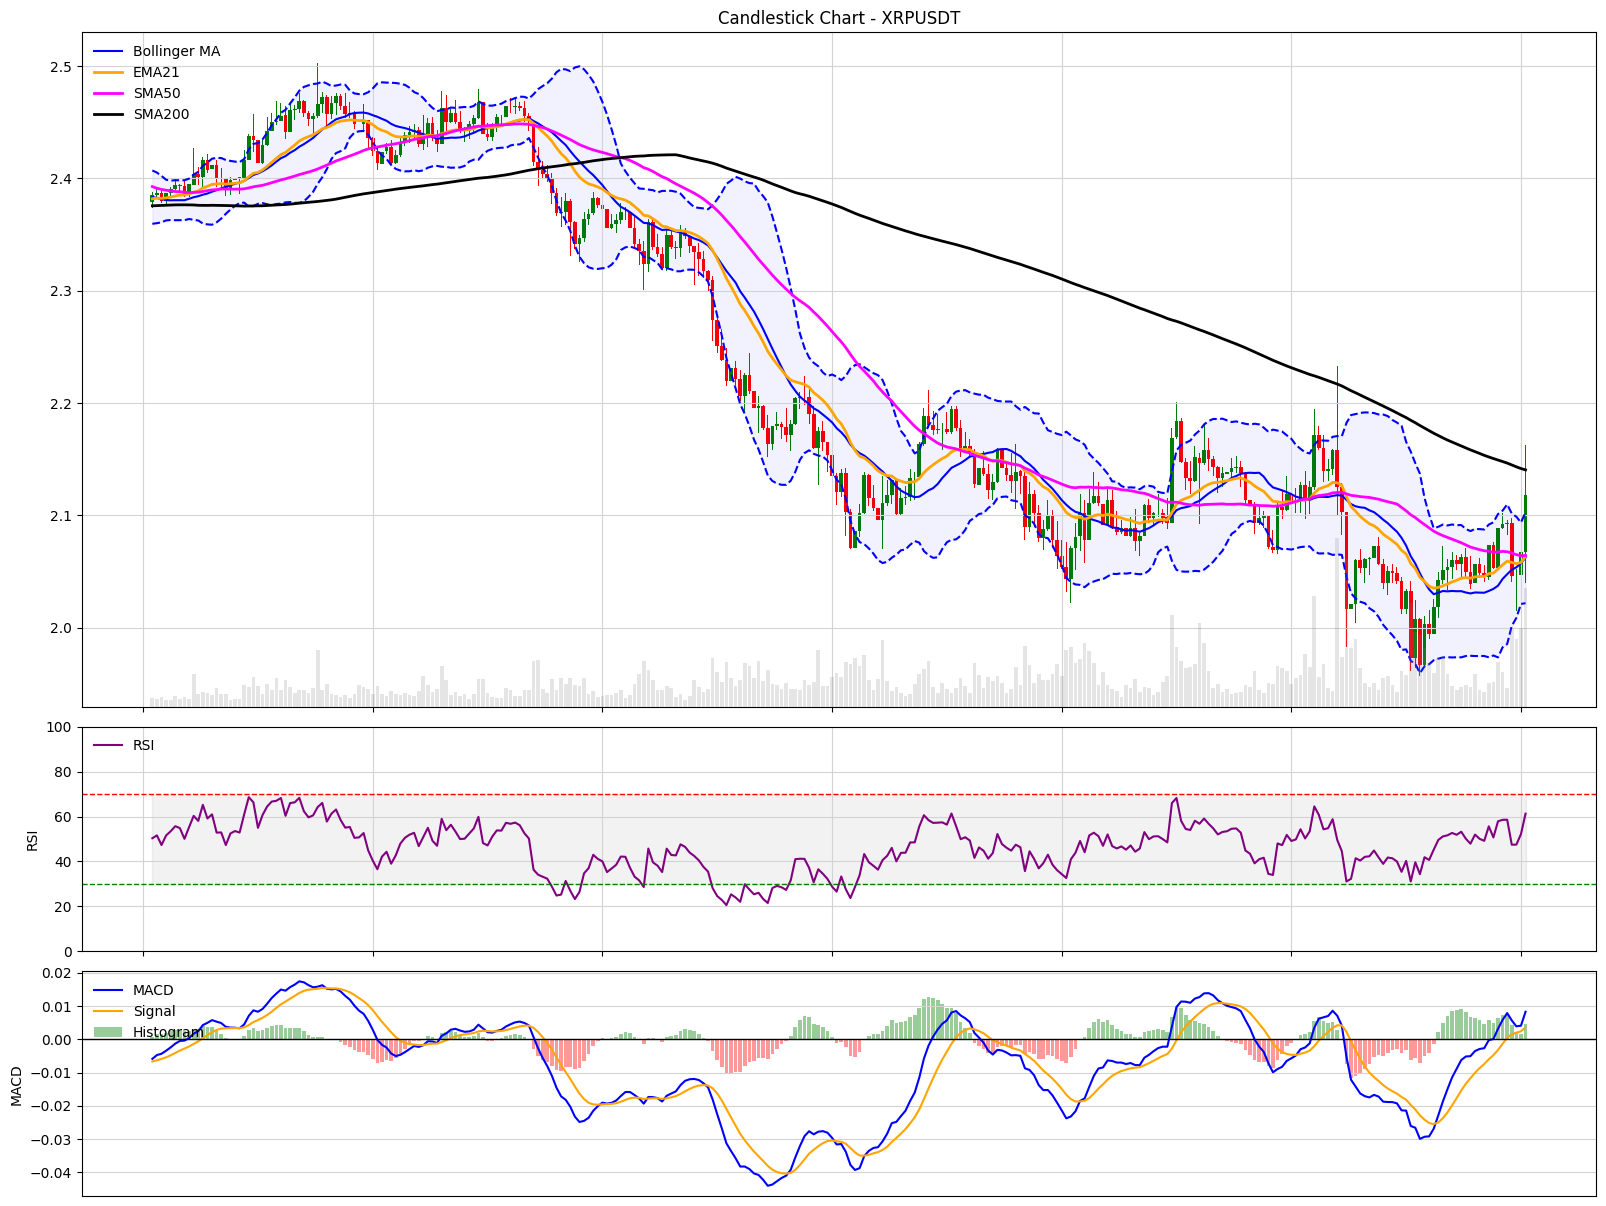 Candlestick Chart - XRPUSDT
Bollinger MA
EMA21
SMA50
SMA200
2.5
2.4
2.3
2.2
2.1
2.0
RSI
RSI
100
80
60
40
20
0
MACD
Signal
Histogram
MACD
0.02
0.01
0.00
−0.01
−0.02
−0.03
−0.04